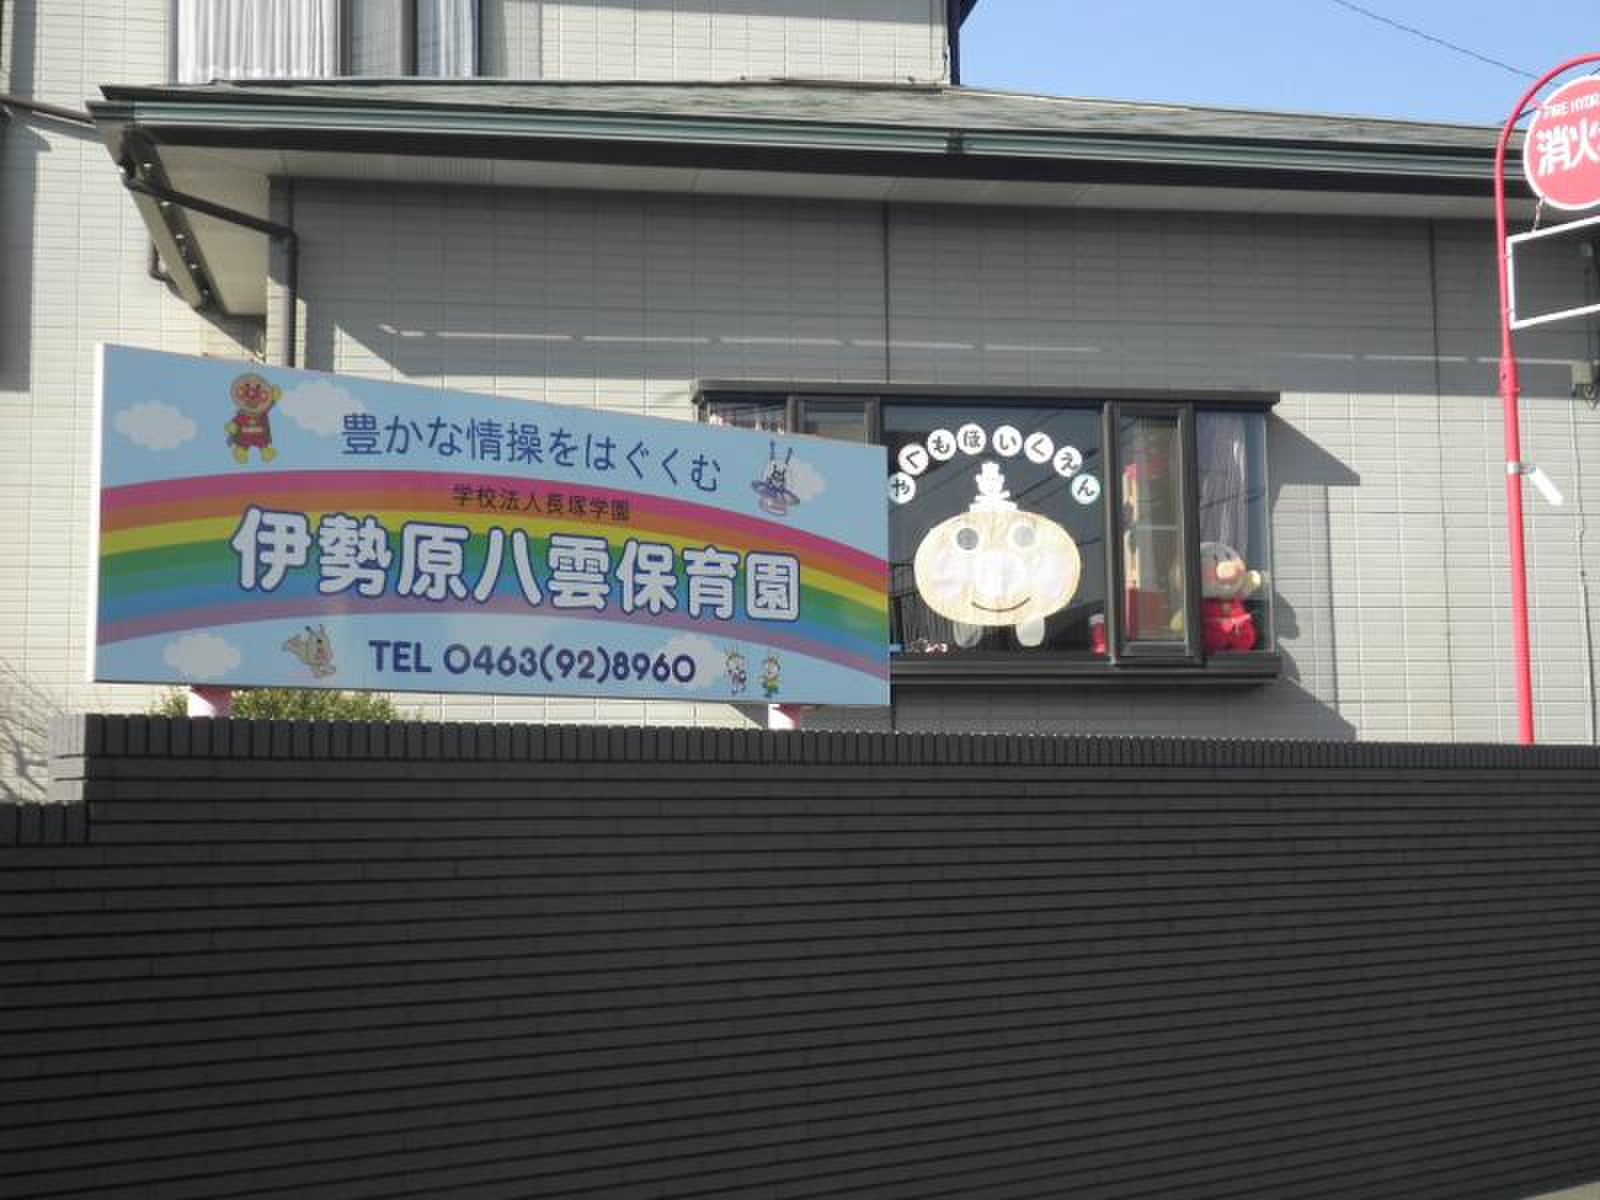 豊かな情操をはぐくむ
学校法人長塚学園
伊勢原八雲保育園
TEL 0463(92)8960
やくもほいくえん
FIRE HYDR
消火